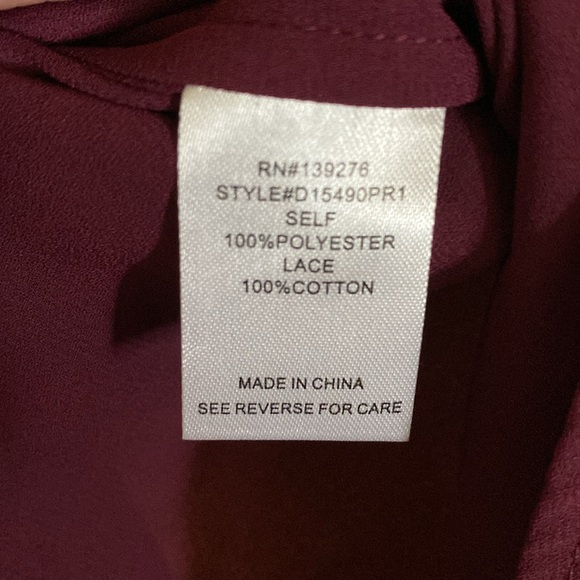 RN#139276
STYLE#D15490PR1
SELF
100%POLYESTER
LACE
100%COTTON
MADE IN CHINA
SEE REVERSE FOR CARE